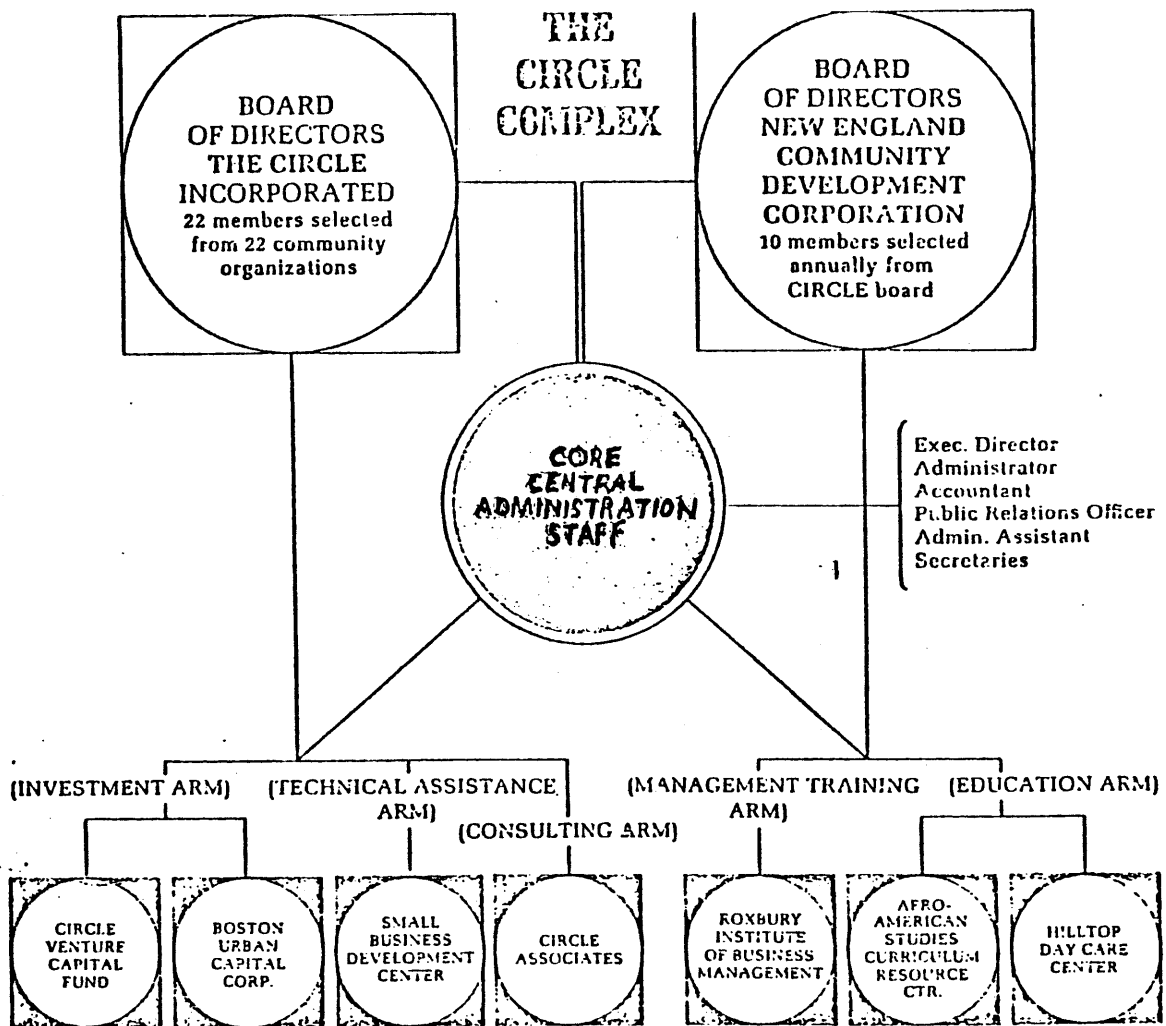 THE
CIRCLE
COMPLEX
BOARD
OF DIRECTORS
THE CIRCLE
INCORPORATED
22 members selected
from 22 community
organizations
BOARD
OF DIRECTORS
NEW ENGLAND
COMMUNITY
DEVELOPMENT
CORPORATION
10 members selected
annually from
CIRCLE board
CORE
CENTRAL
ADMINISTRATION
STAFF
Exec. Director
Administrator
Accountant
Public Relations Officer
Admin. Assistant
Secretaries
(INVESTMENT ARM)
(TECHNICAL ASSISTANCE
ARM)
(CONSULTING ARM)
(MANAGEMENT TRAINING
ARM)
(EDUCATION ARM)
CIRCLE
VENTURE
CAPITAL
FUND
BOSTON
URBAN
CAPITAL
CORP.
SMALL
BUSINESS
DEVELOPMENT
CENTER
CIRCLE
ASSOCIATES
ROXBURY
INSTITUTE
OF BUSINESS
MANAGEMENT
AFRO-
AMERICAN
STUDIES
CURRICULUM
RESOURCE
CTR.
HILLTOP
DAY CARE
CENTER